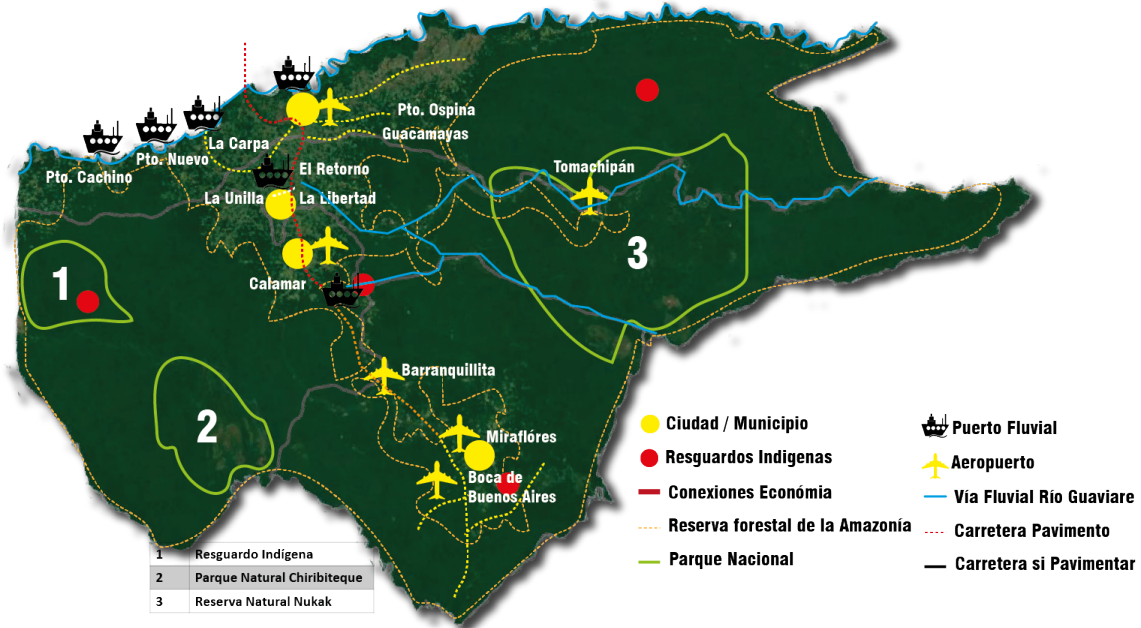 Pto. Ospina
Guacamayas
La Carpa
Pto. Nuevo
Pto. Cachino
El Retorno
La Unilla
La Libertad
Tomachipán
Calamar
1
2
3
Barranquillita
Miraflóres
Boca de
Buenos Aires
Ciudad / Municipio
Resguardos Indigenas
Conexiones Económia
Reserva forestal de la Amazonía
Parque Nacional
Puerto Fluvial
Aeropuerto
Vía Fluvial Río Guaviare
Carretera Pavimento
Carretera si Pavimentar
1 Resguardo Indígena
2 Parque Natural Chiribiteque
3 Reserva Natural Nukak